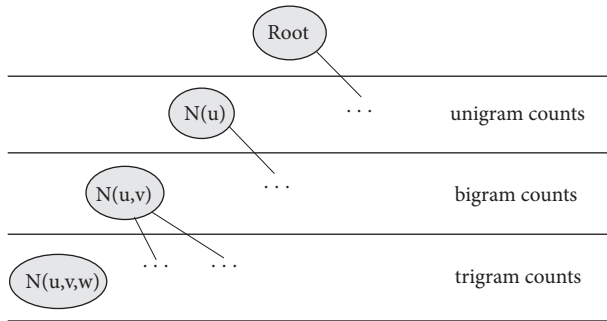 Root
N(u)
...
unigram counts
N(u,v)
...
bigram counts
N(u,v,w)
... ...
trigram counts